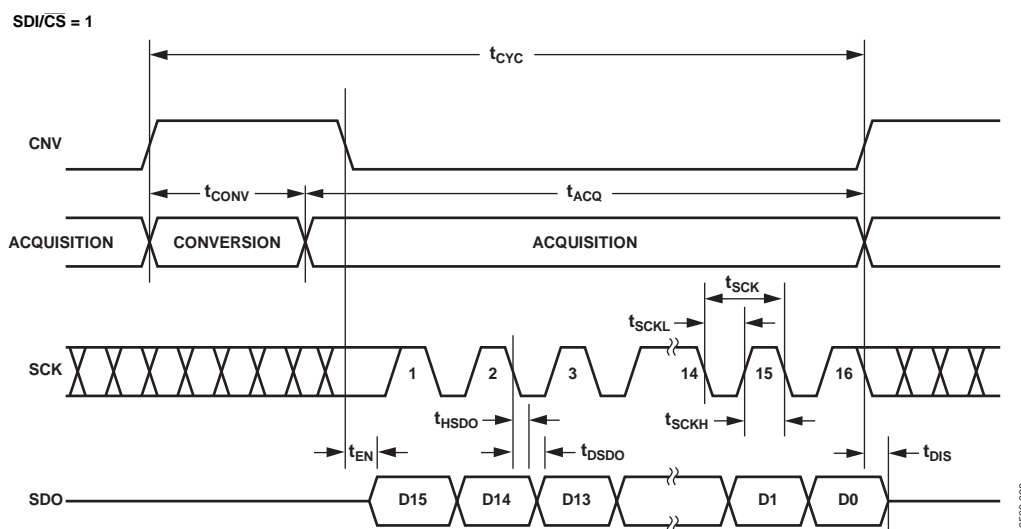 SDI/CS = 1
tCYC
CNV
tCONV
tACQ
ACQUISITION
CONVERSION
ACQUISITION
tSCK
tSCKL
SCK
1
2
3
14
15
16
tHSDO
tSCKH
tEN
tDSDO
tDIS
SDO
D15
D14
D13
D1
D0